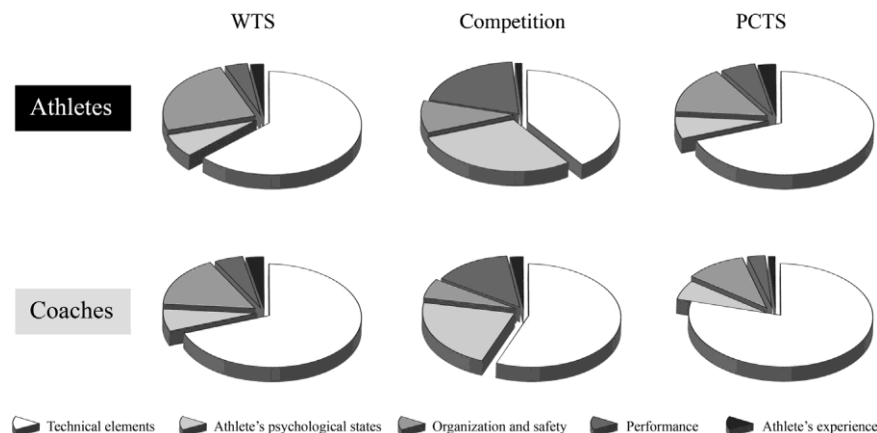 WTS Competition PCTS
Athletes
Coaches
Technical elements Athlete's psychological states Organization and safety Performance Athlete's experience